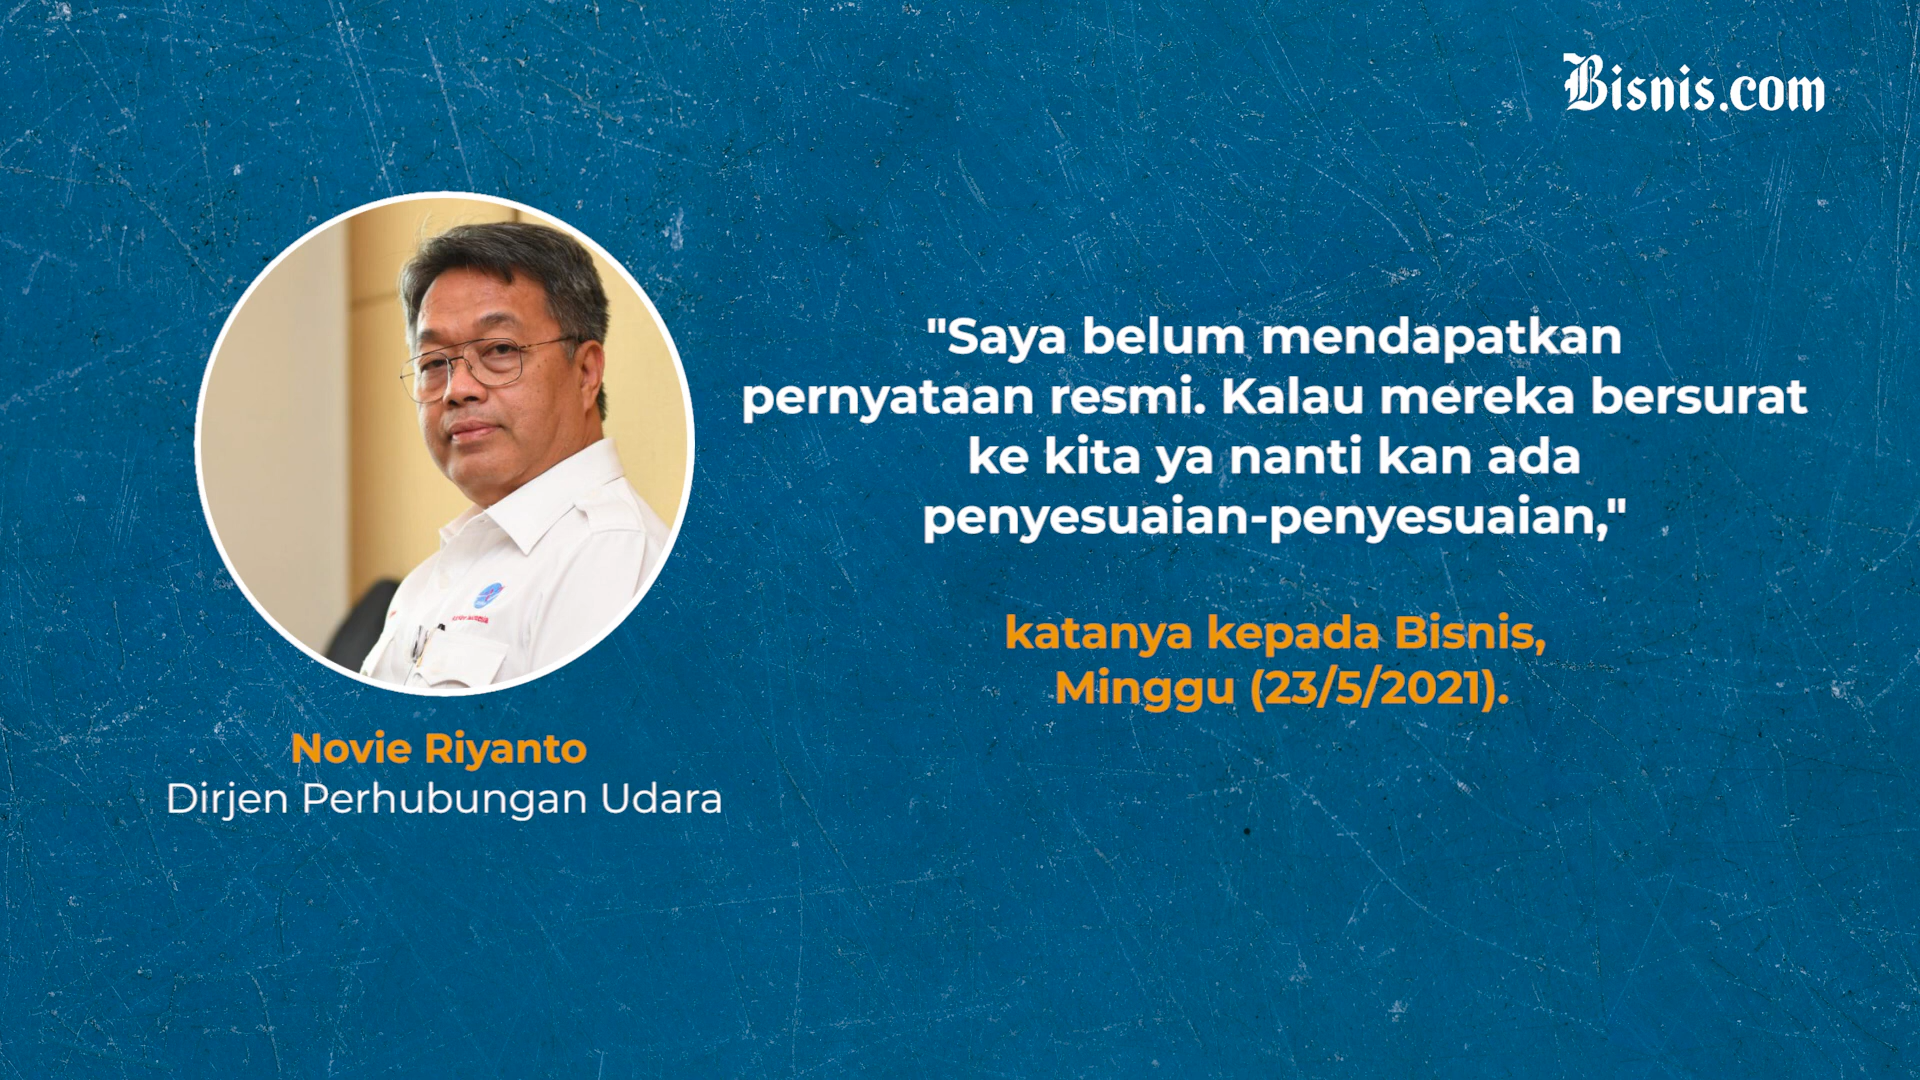 Bisnis.com
"Saya belum mendapatkan
pernyataan resmi. Kalau mereka bersurat
ke kita ya nanti kan ada
penyesuaian-penyesuaian,"
katanya kepada Bisnis,
Minggu (23/5/2021).
Novie Riyanto
Dirjen Perhubungan Udara